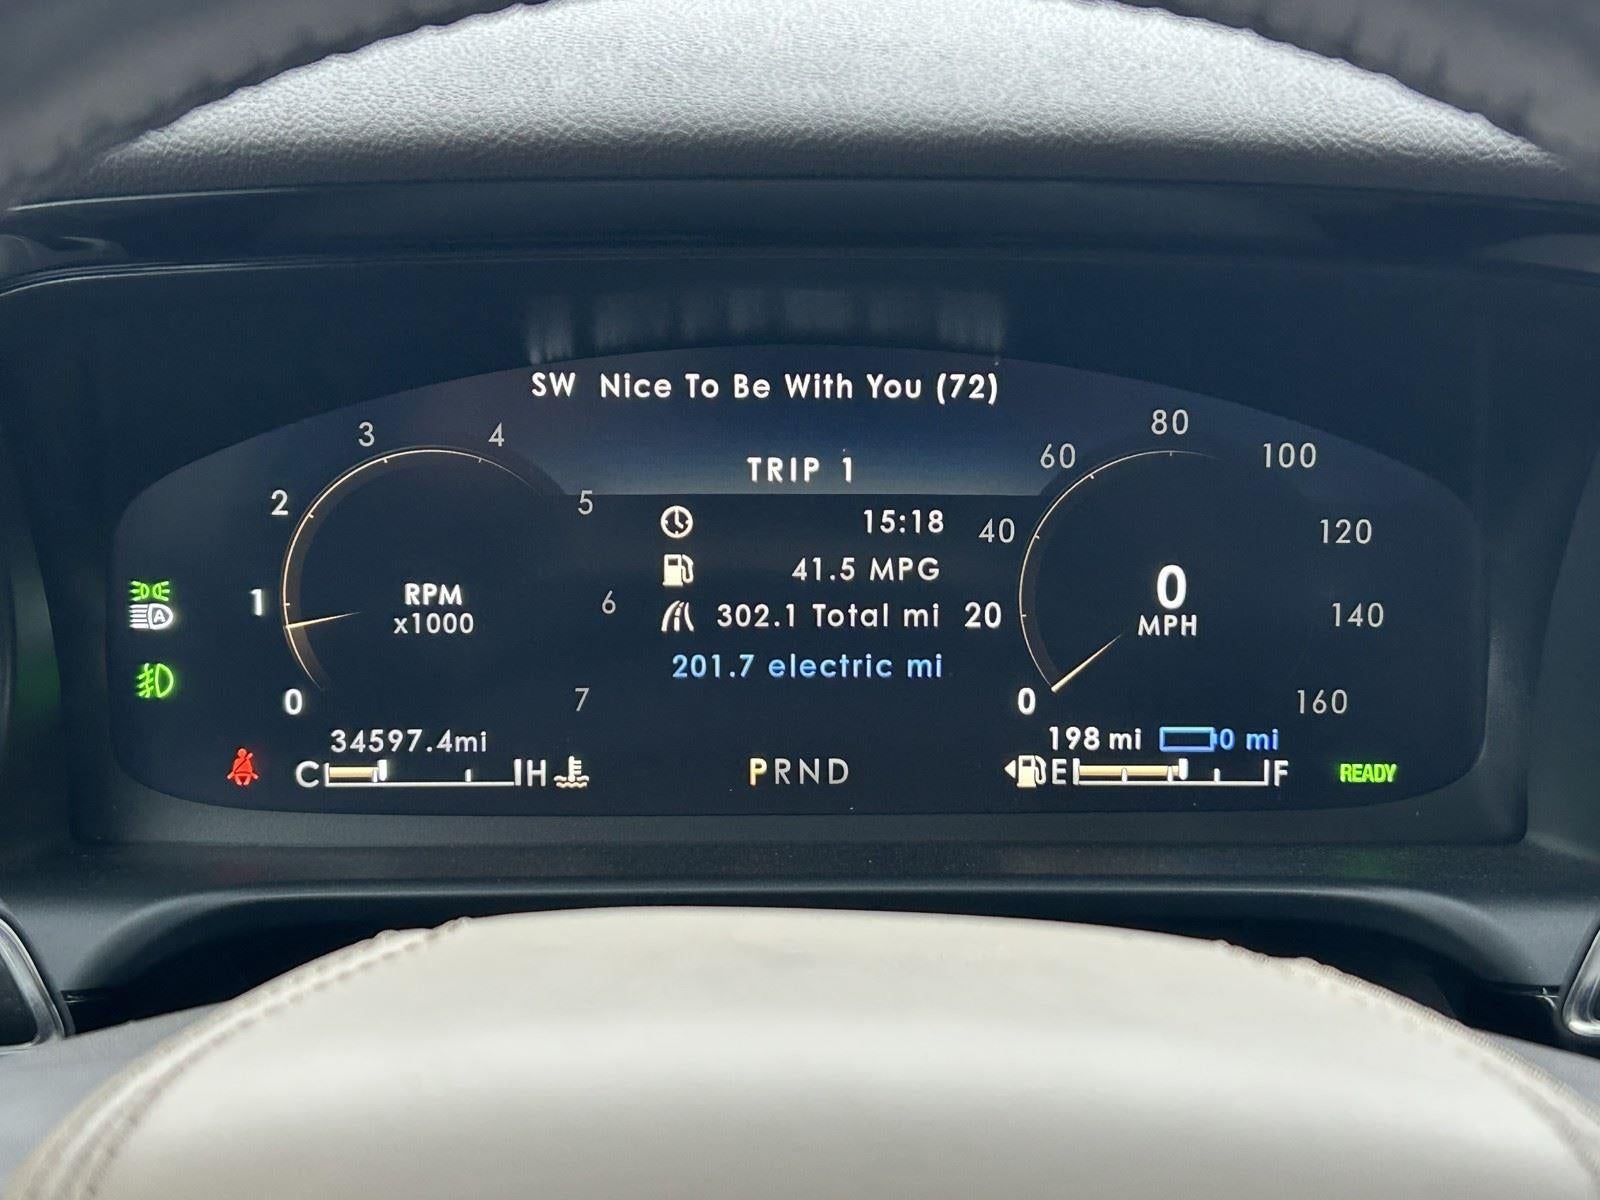 SW Nice To Be With You (72)
TRIP 1
15:18
41.5 MPG
302.1 Total mi
201.7 electric mi
0 1 2 3 4 5 6 7
RPM
x1000
0 20 40 60 80 100 120 140 160
0
MPH
A
34597.4mi
C H
PRND
198 mi 0 mi
E F
READY